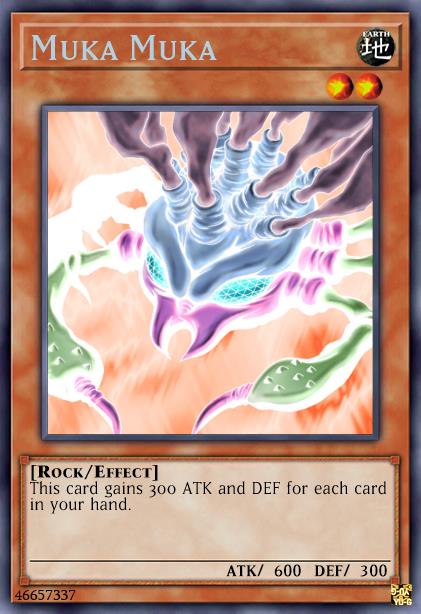 Muka Muka
EARTH
地
[Rock/Effect]
This card gains 300 ATK and DEF for each card
in your hand.
ATK/ 600 DEF/ 300
46657337